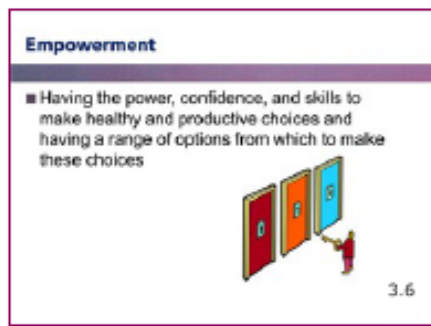 Empowerment
■ Having the power, confidence, and skills to
make healthy and productive choices and
having a range of options from which to make
these choices
3.6